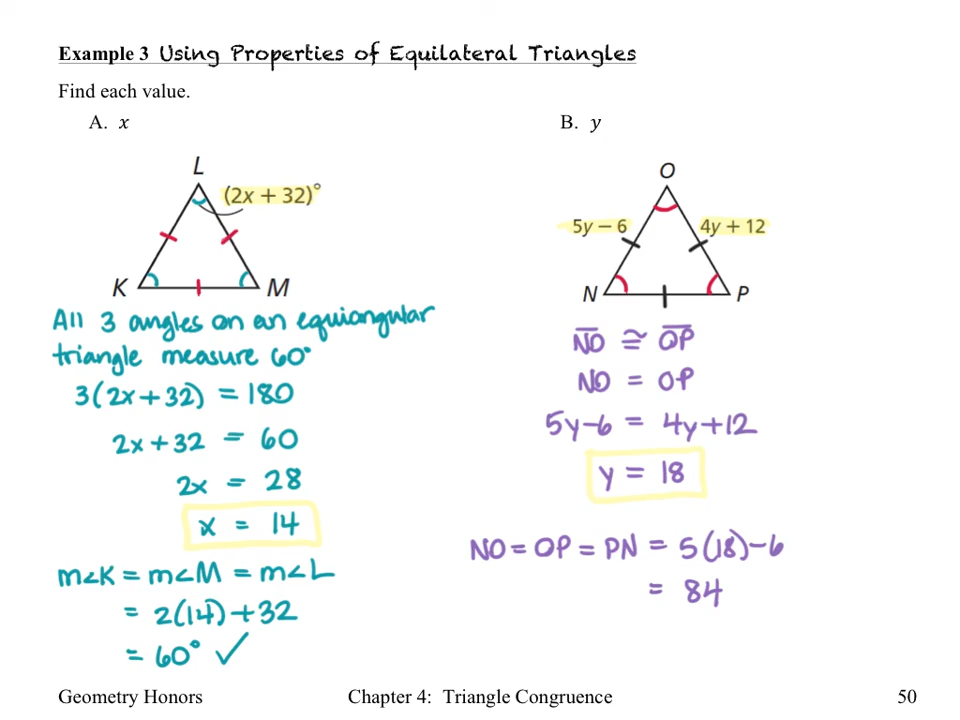 Example 3 Using Properties of Equilateral Triangles
Find each value.
A. x
L
(2x + 32)°
K
M
All 3 angles on an equiangular
triangle measure 60°
3(2x+32) = 180
2x+32 = 60
2x = 28
x = 14
m∠K = m∠M = m∠L
= 2(14)+32
= 60° ✓
B. y
O
5y − 6
4y + 12
N
P
N̅O̅ ≅ O̅P̅
NO = OP
5y-6 = 4y+12
y = 18
NO = OP = PN = 5(18)-6
= 84
Geometry Honors Chapter 4: Triangle Congruence 50